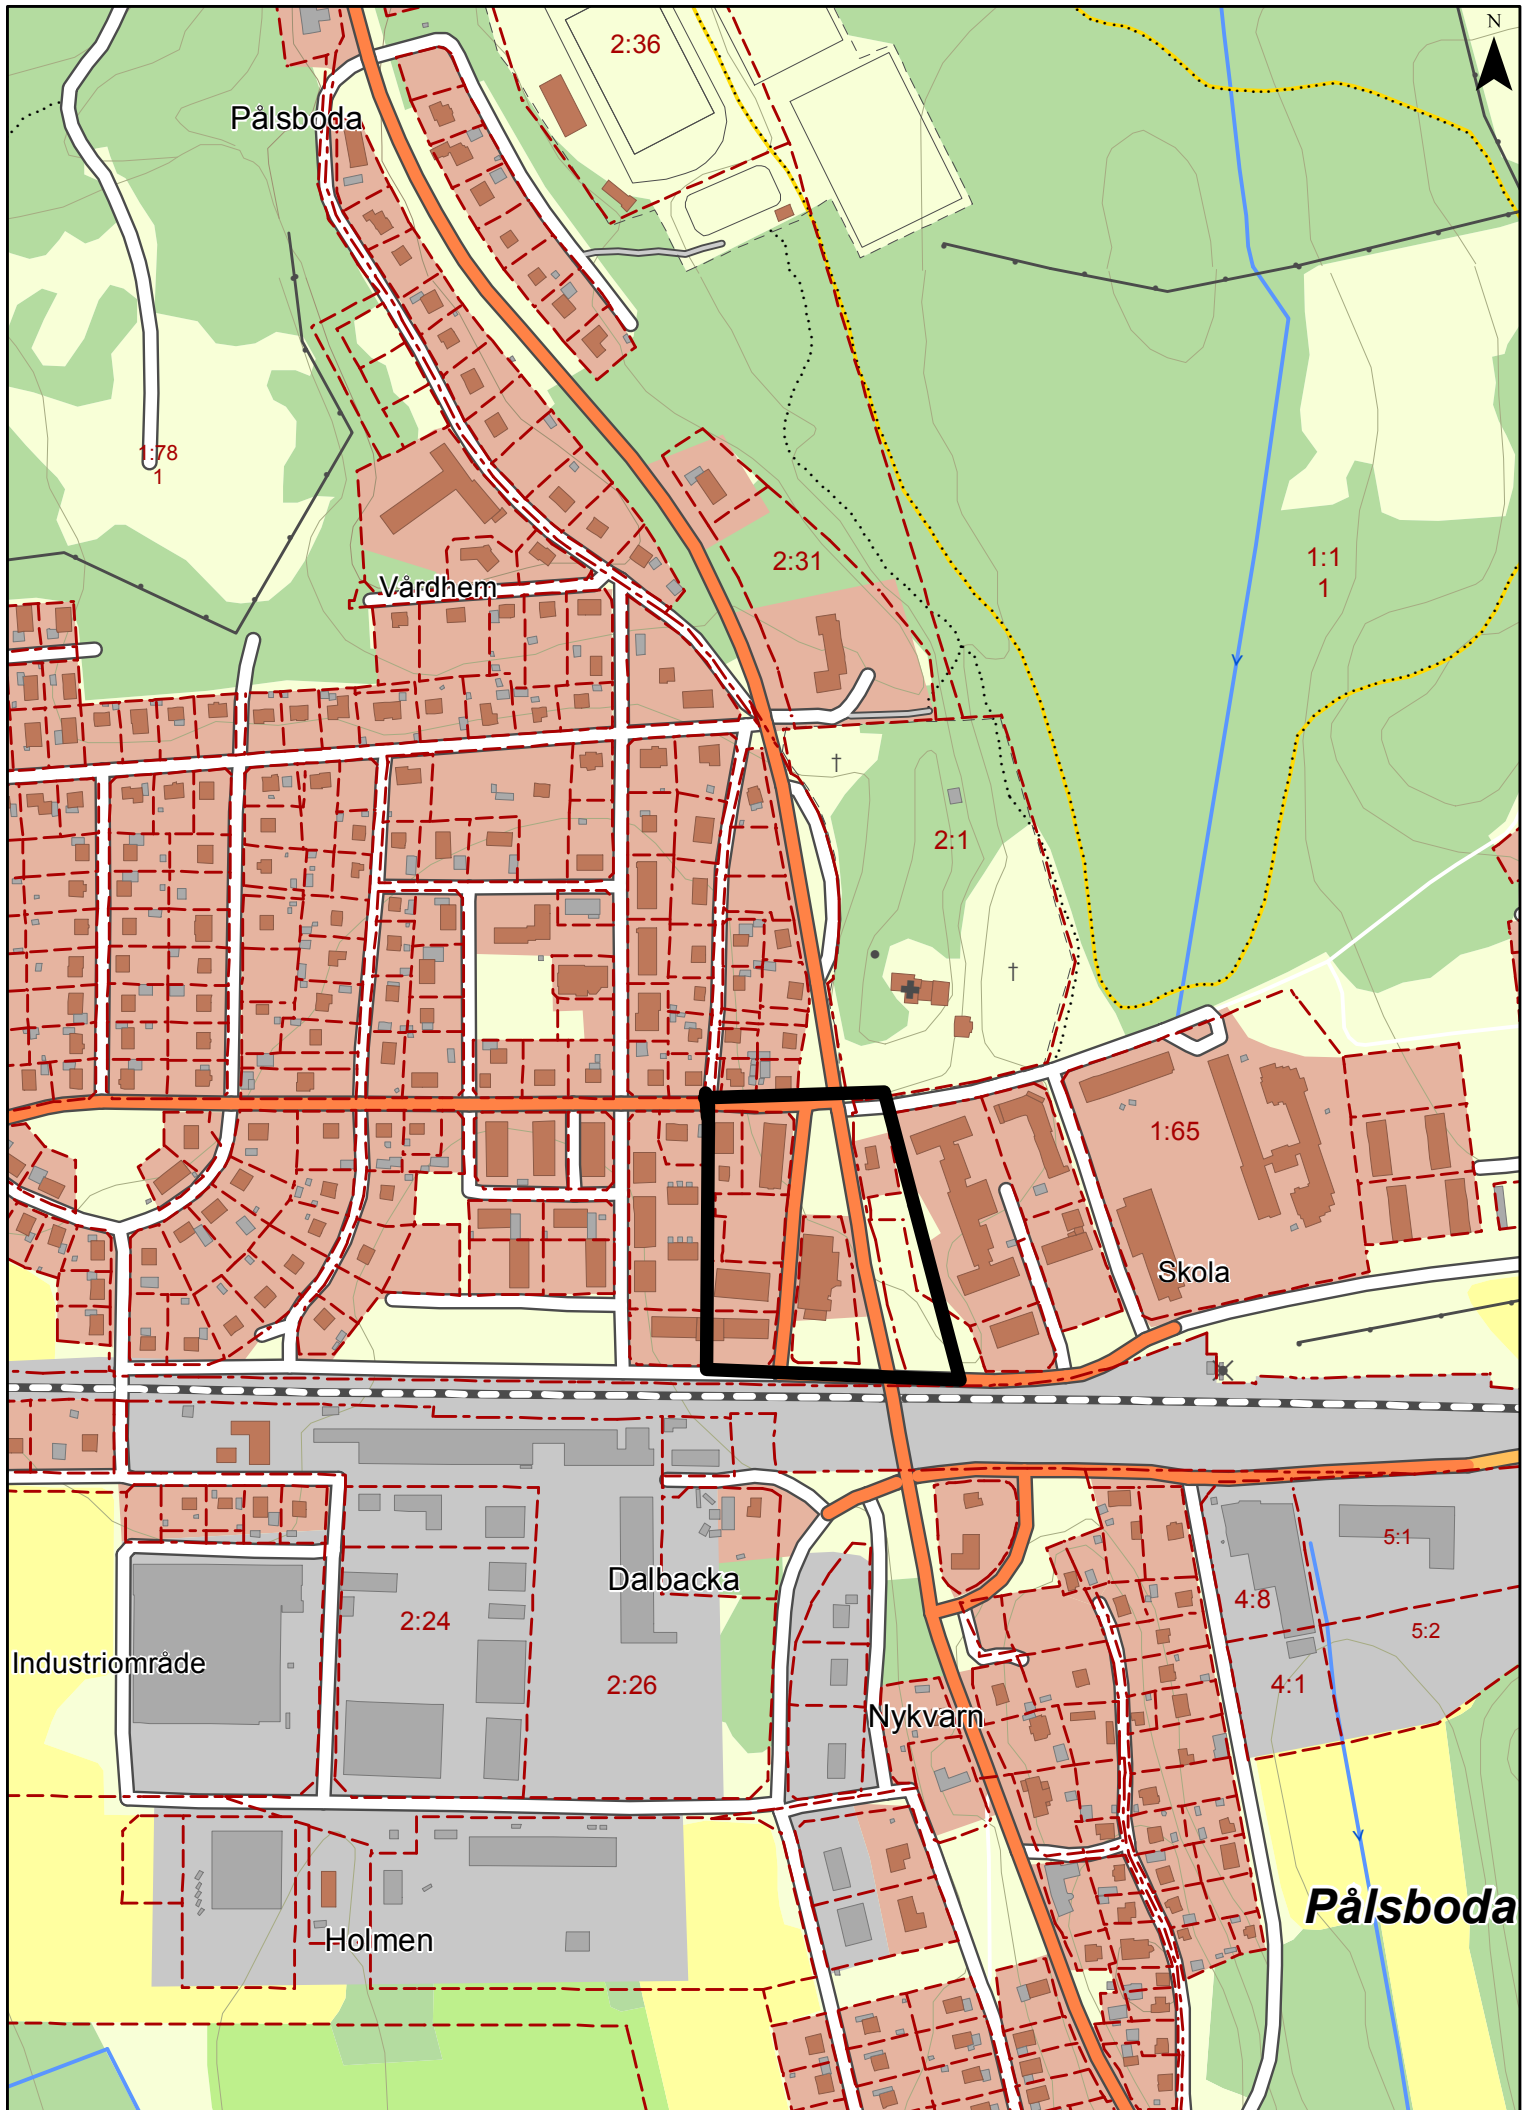 N
2:36
Pålsboda
1:78
1
2:31
1:1
1
Vårdhem
2:1
1:65
Skola
5:1
Dalbacka
4:8
2:24
5:2
Industriområde
2:26
4:1
Nykvarn
Pålsboda
Holmen